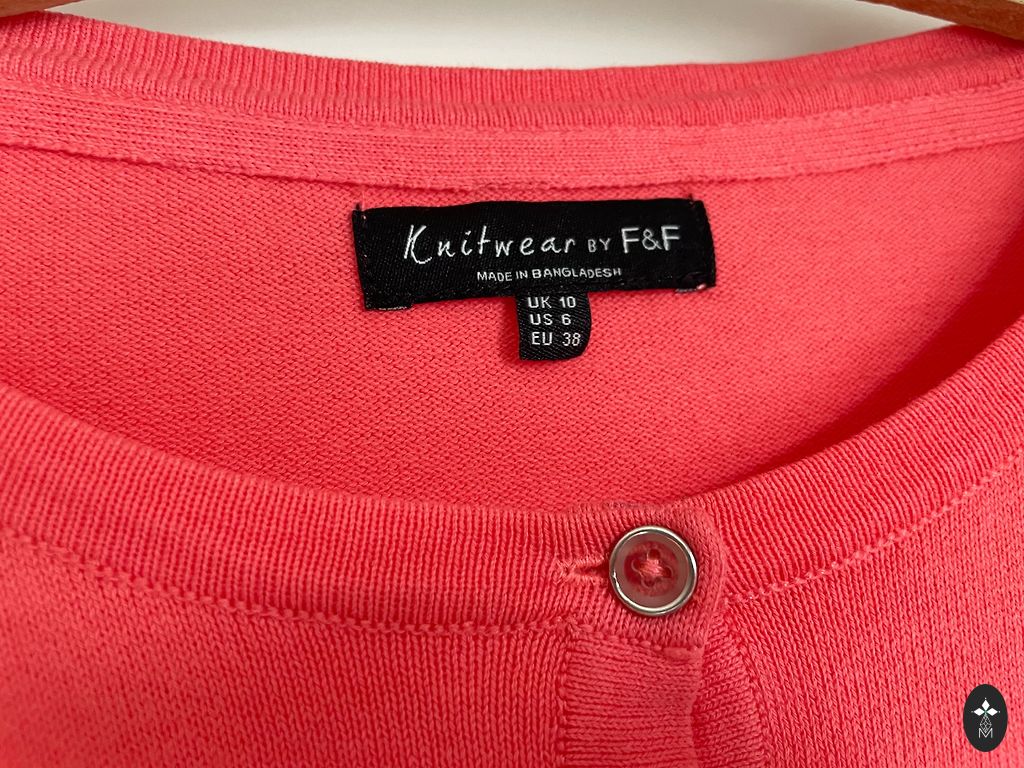 Knitwear BY F&F
MADE IN BANGLADESH
UK 10
US 6
EU 38
M